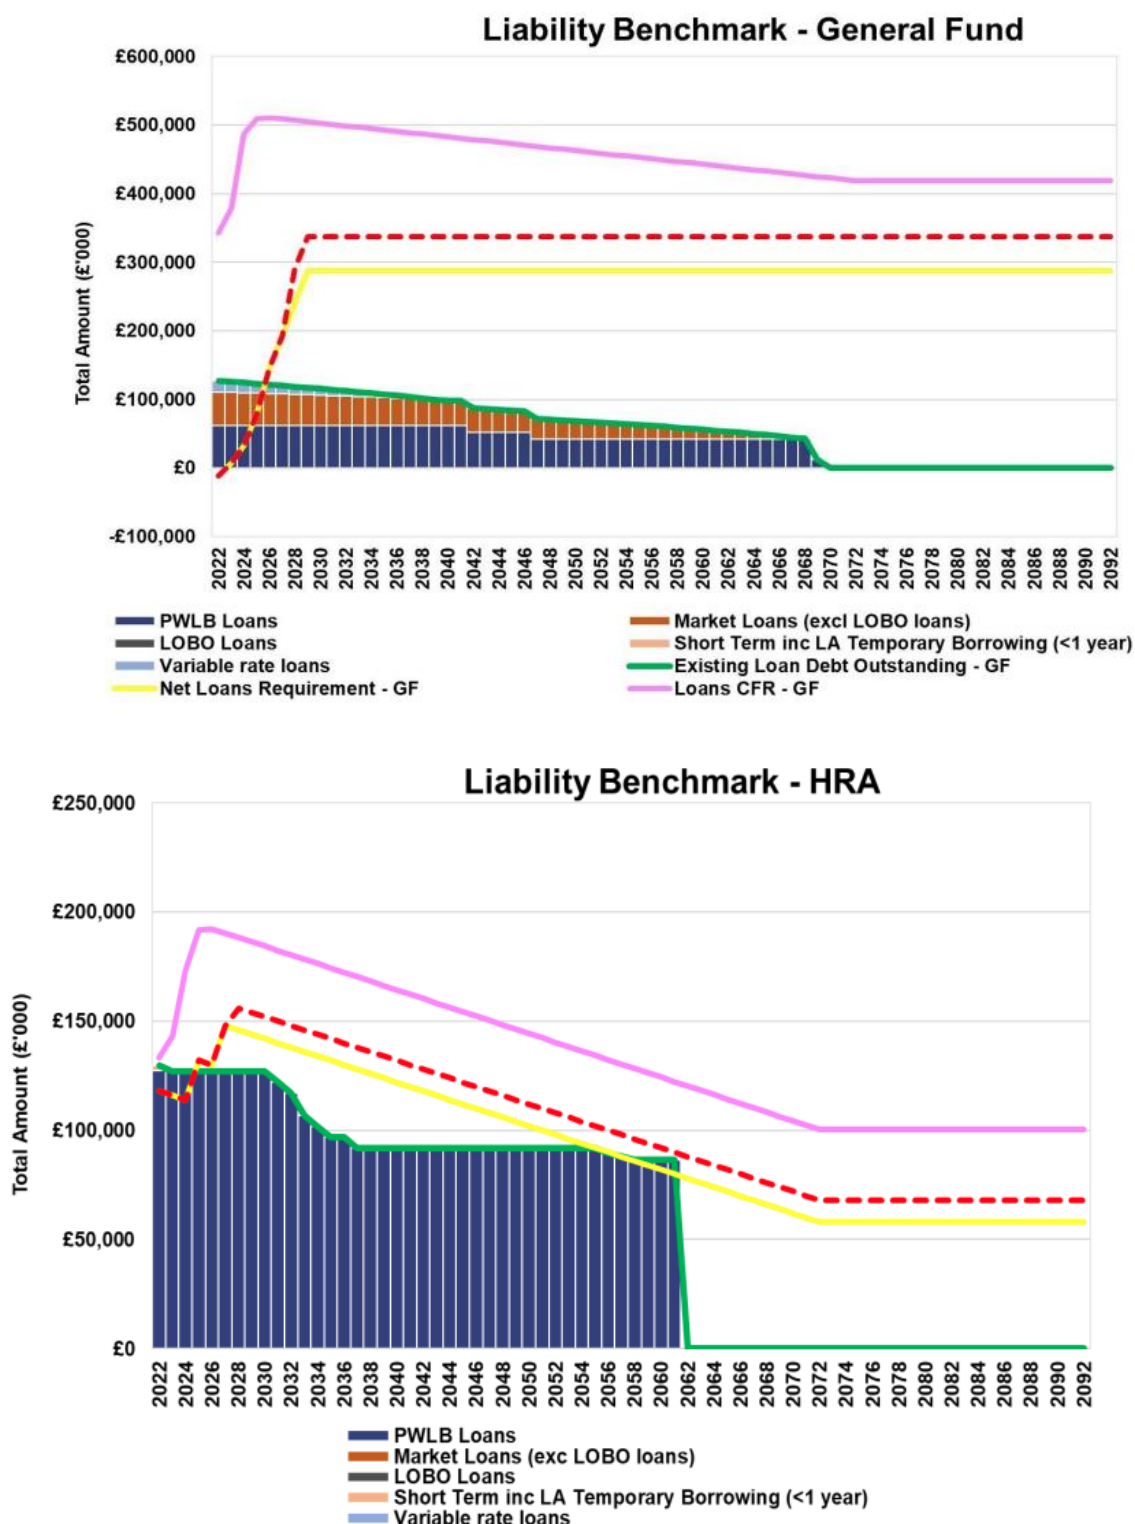 Liability Benchmark - General Fund
£600,000
£500,000
£400,000
£300,000
£200,000
£100,000
£0
-£100,000
Total Amount (£'000)
2022 2024 2026 2028 2030 2032 2034 2036 2038 2040 2042 2044 2046 2048 2050 2052 2054 2056 2058 2060 2062 2064 2066 2068 2070 2072 2074 2076 2078 2080 2082 2084 2086 2088 2090 2092
PWLB Loans Market Loans (excl LOBO loans)
LOBO Loans Short Term inc LA Temporary Borrowing (<1 year)
Variable rate loans Existing Loan Debt Outstanding - GF
Net Loans Requirement - GF Loans CFR - GF
Liability Benchmark - HRA
£250,000
£200,000
£150,000
£100,000
£50,000
£0
Total Amount (£'000)
2022 2024 2026 2028 2030 2032 2034 2036 2038 2040 2042 2044 2046 2048 2050 2052 2054 2056 2058 2060 2062 2064 2066 2068 2070 2072 2074 2076 2078 2080 2082 2084 2086 2088 2090 2092
PWLB Loans
Market Loans (exc LOBO loans)
LOBO Loans
Short Term inc LA Temporary Borrowing (<1 year)
Variable rate loans